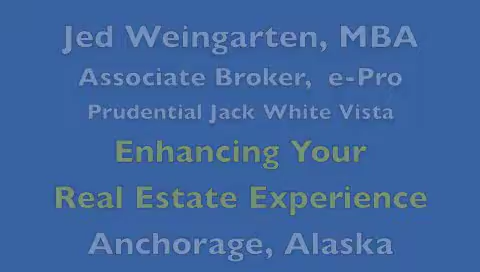 Jed Weingarten, MBA
Associate Broker, e-Pro
Prudential Jack White Vista
Enhancing Your
Real Estate Experience
Anchorage, Alaska